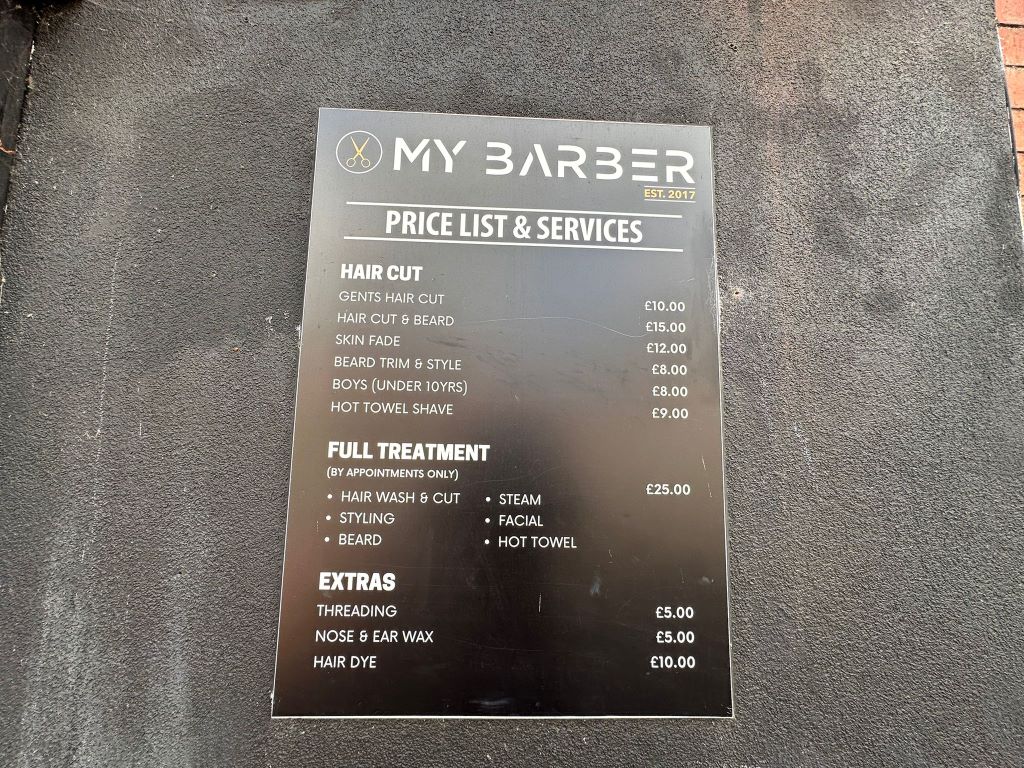 MY BARBER
EST. 2017
PRICE LIST & SERVICES
HAIR CUT
GENTS HAIR CUT £10.00
HAIR CUT & BEARD £15.00
SKIN FADE £12.00
BEARD TRIM & STYLE £8.00
BOYS (UNDER 10YRS) £8.00
HOT TOWEL SHAVE £9.00
FULL TREATMENT
(BY APPOINTMENTS ONLY)
£25.00
• HAIR WASH & CUT • STEAM
• STYLING • FACIAL
• BEARD • HOT TOWEL
EXTRAS
THREADING £5.00
NOSE & EAR WAX £5.00
HAIR DYE £10.00